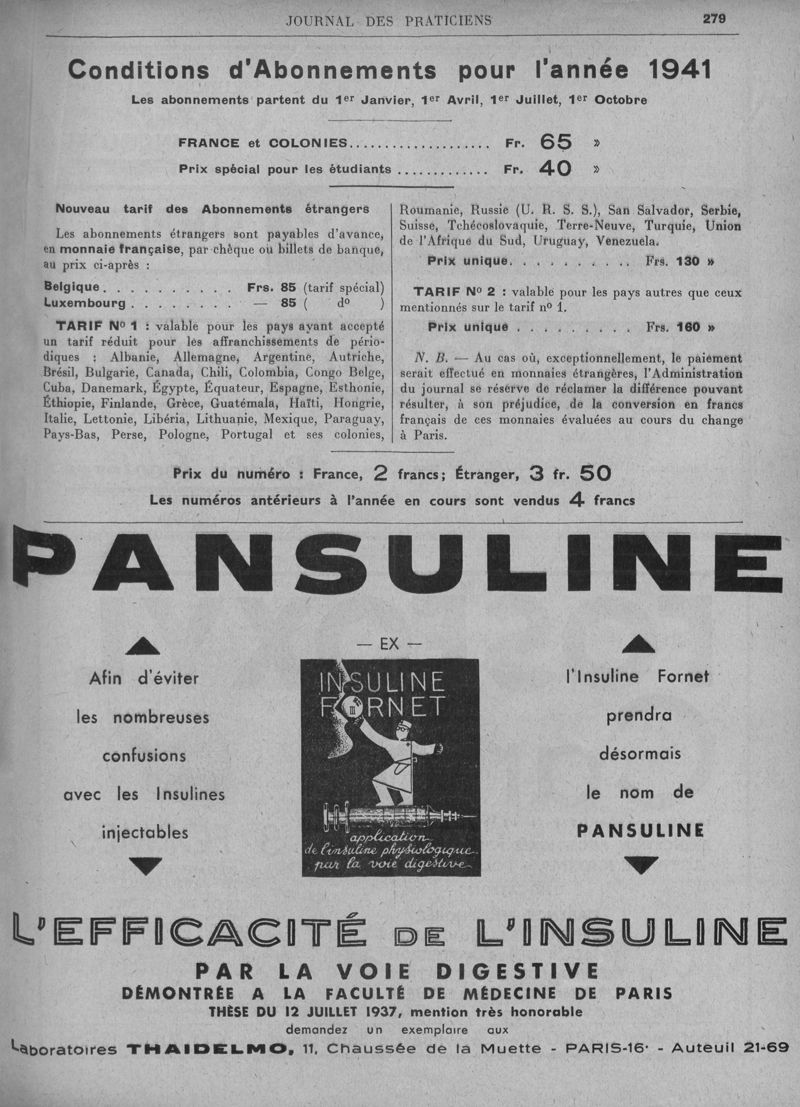 JOURNAL DES PRATICIENS 279
Conditions d'Abonnements pour l'année 1941
Les abonnements partent du 1er Janvier, 1er Avril, 1er Juillet, 1er Octobre
FRANCE et COLONIES.................... Fr. 65 »
Prix spécial pour les étudiants ............. Fr. 40 »
Nouveau tarif des Abonnements étrangers
Les abonnements étrangers sont payables d'avance,
en monnaie française, par chèque ou billets de banque,
au prix ci-après :
Belgique . . . . . . . . . . Frs. 85 (tarif spécial)
Luxembourg . . . . . . . . — 85 ( do )
TARIF No 1 : valable pour les pays ayant accepté
un tarif réduit pour les affranchissements de pério-
diques : Albanie, Allemagne, Argentine, Autriche,
Brésil, Bulgarie, Canada, Chili, Colombia, Congo Belge,
Cuba, Danemark, Égypte, Équateur, Espagne, Esthonie,
Éthiopie, Finlande, Grèce, Guatémala, Haïti, Hongrie,
Italie, Lettonie, Libéria, Lithuanie, Mexique, Paraguay,
Pays-Bas, Perse, Pologne, Portugal et ses colonies,
Roumanie, Russie (U. R. S. S.), San Salvador, Serbie,
Suisse, Tchécoslovaquie, Terre-Neuve, Turquie, Union
de l'Afrique du Sud, Uruguay, Venezuela.
Prix unique. . . . . . . . . . Frs. 130 »
TARIF No 2 : valable pour les pays autres que ceux
mentionnés sur le tarif no 1.
Prix unique . . . . . . . . . Frs. 160 »
N. B. — Au cas où, exceptionnellement, le paiement
serait effectué en monnaies étrangères, l'Administration
du journal se réserve de réclamer la différence pouvant
résulter, à son préjudice, de la conversion en francs
français de ces monnaies évaluées au cours du change
à Paris.
Prix du numéro : France, 2 francs; Étranger, 3 fr. 50
Les numéros antérieurs à l'année en cours sont vendus 4 francs
PANSULINE
Afin d'éviter
les nombreuses
confusions
avec les Insulines
injectables
— EX —
INSULINE
FORNET
application
de l'insuline physiologique
par la voie digestive
l'Insuline Fornet
prendra
désormais
le nom de
PANSULINE
L'EFFICACITÉ DE L'INSULINE
PAR LA VOIE DIGESTIVE
DÉMONTRÉE A LA FACULTÉ DE MÉDECINE DE PARIS
THÈSE DU 12 JUILLET 1937, mention très honorable
demandez un exemplaire aux
Laboratoires THAIDELMO, 11, Chaussée de la Muette - PARIS-16· - Auteuil 21-69